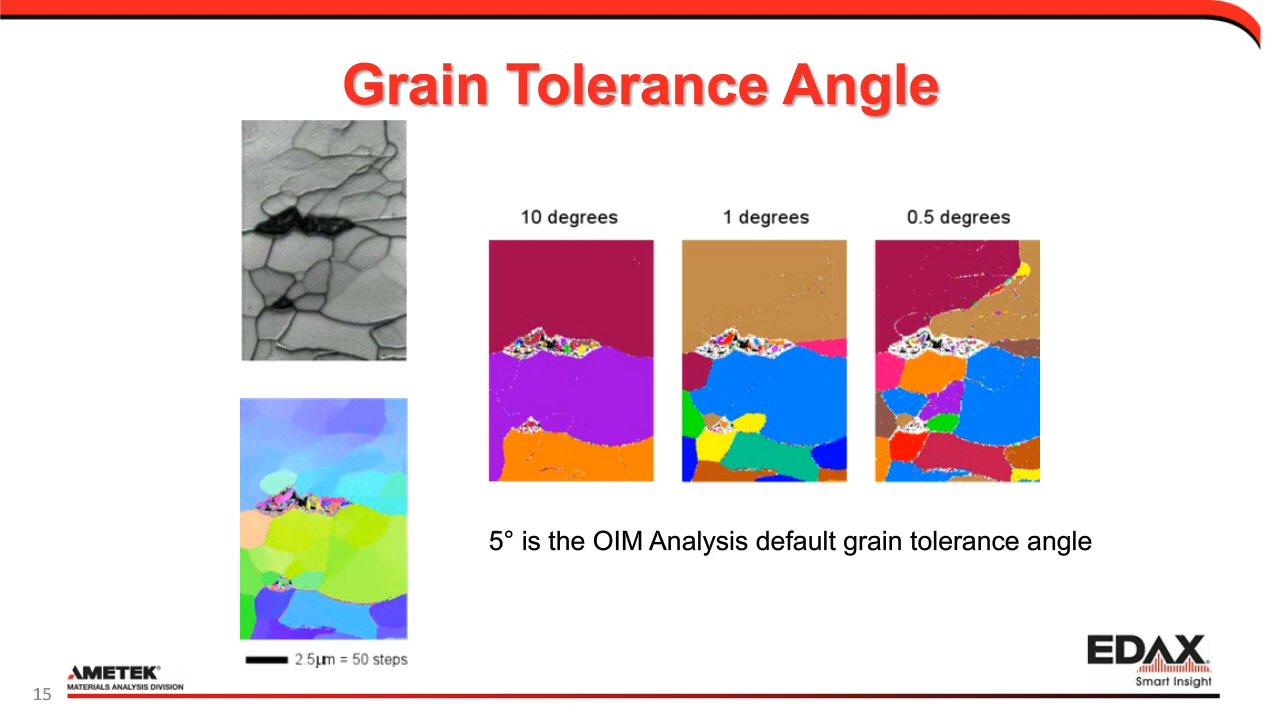 Grain Tolerance Angle
10 degrees
1 degrees
0.5 degrees
5° is the OIM Analysis default grain tolerance angle
2.5µm = 50 steps
15
AMETEK®
MATERIALS ANALYSIS DIVISION
EDAX
Smart Insight